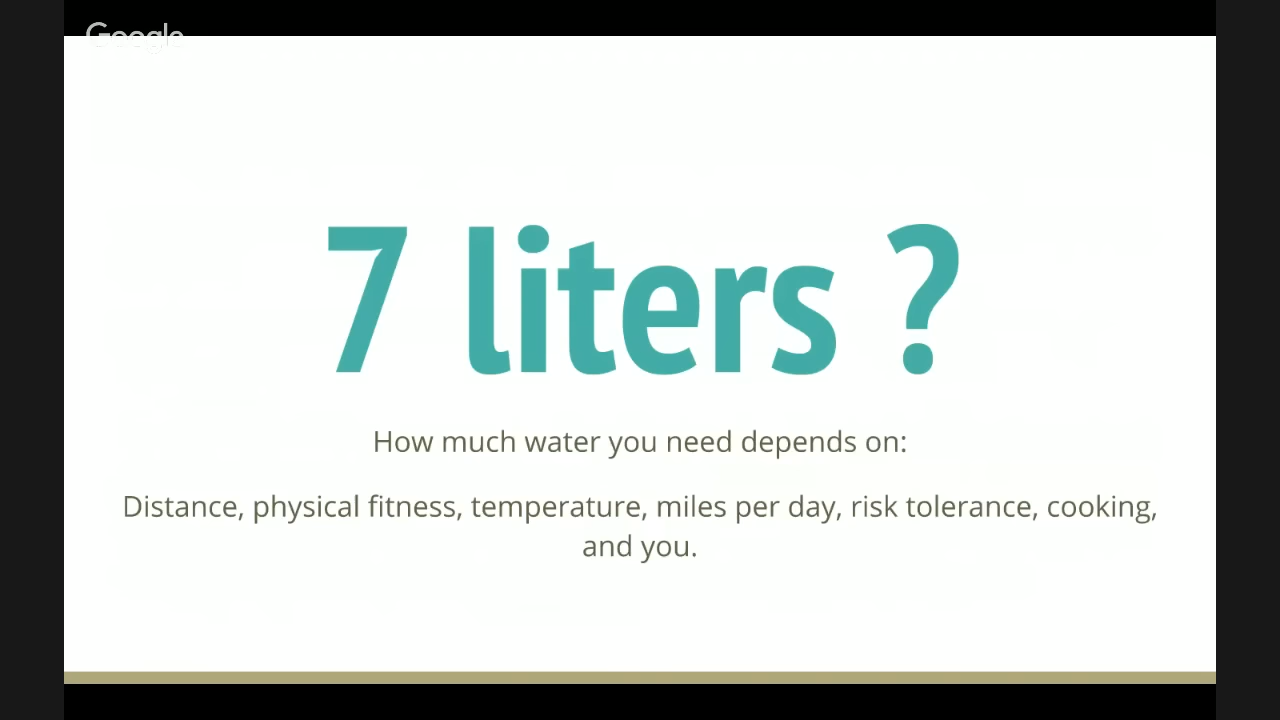 Google
7 liters ?
How much water you need depends on:
Distance, physical fitness, temperature, miles per day, risk tolerance, cooking,
and you.